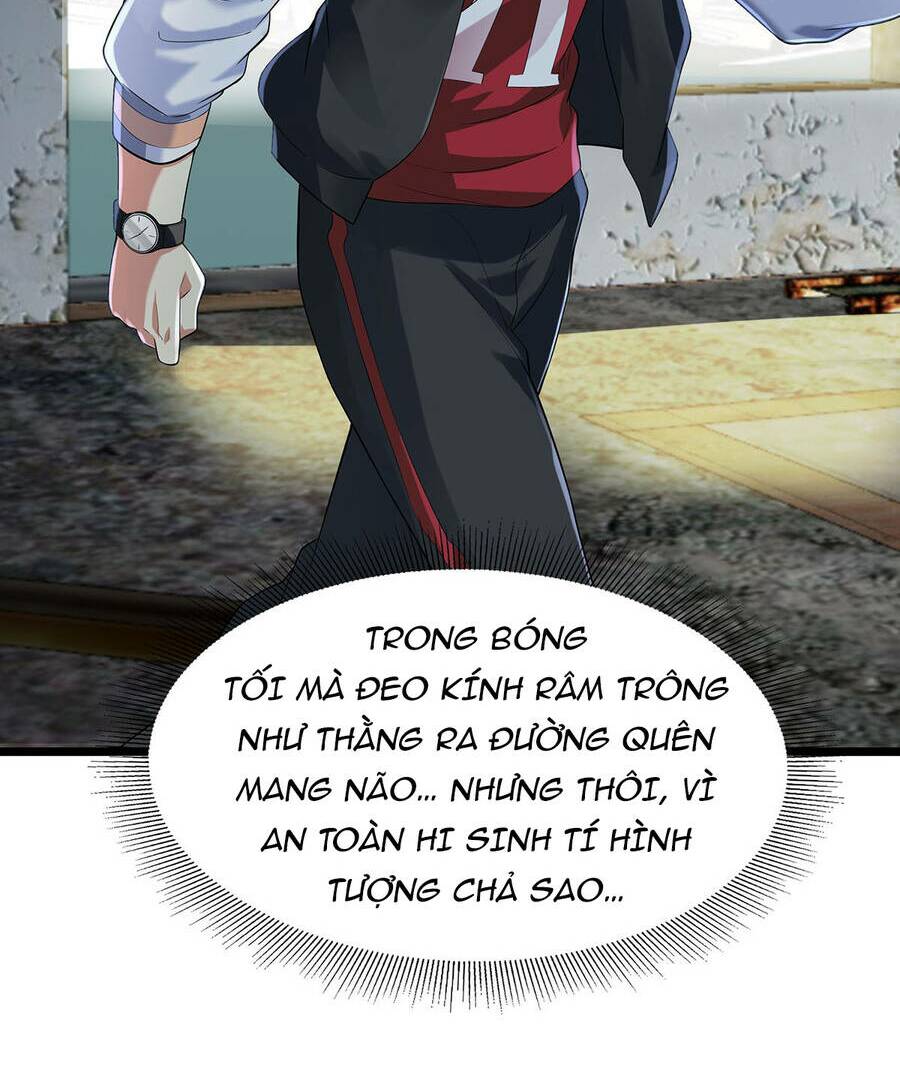 TRONG BÓNG
TỐI MÀ ĐEO KÍNH RÂM TRÔNG
NHƯ THẰNG RA ĐƯỜNG QUÊN
MANG NÃO... NHƯNG THÔI, VÌ
AN TOÀN HI SINH TÍ HÌNH
TƯỢNG CHẢ SAO...